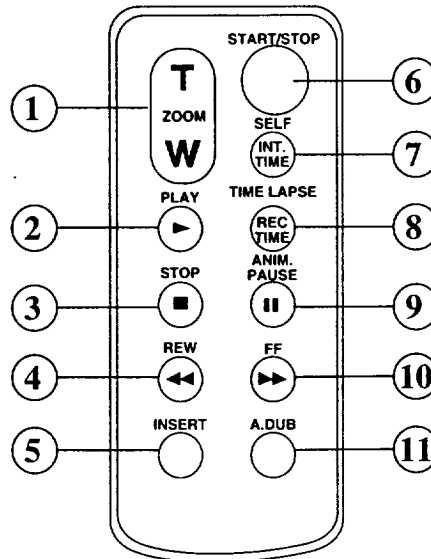 START/STOP
T
ZOOM
W
1
6
SELF
INT.
TIME
7
PLAY
TIME LAPSE
2
REC
TIME
8
STOP
ANIM.
PAUSE
3
9
REW
FF
4
10
INSERT
A.DUB
5
11